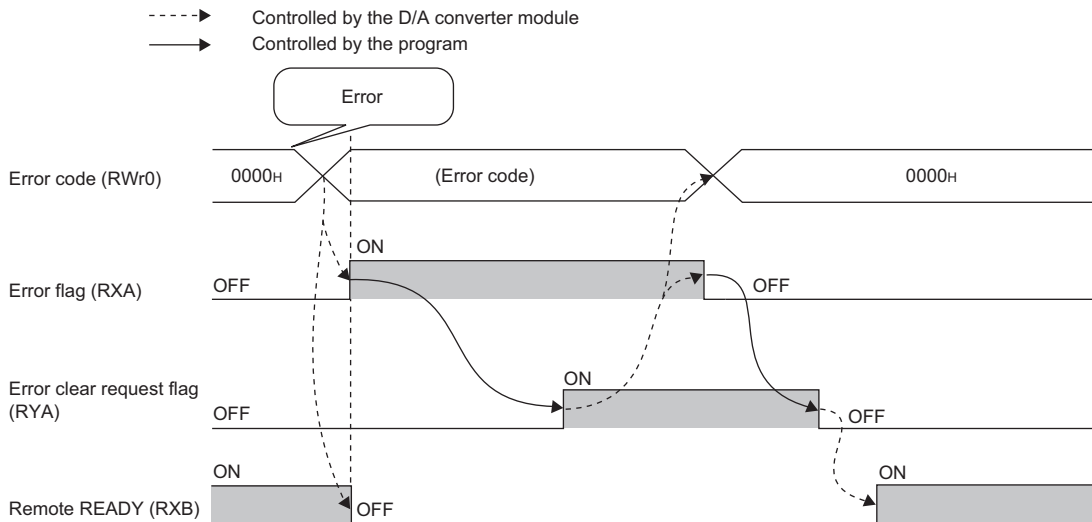 Controlled by the D/A converter module
Controlled by the program
Error
Error code (RWr0)
0000H
(Error code)
0000H
ON
Error flag (RXA)
OFF
OFF
Error clear request flag
(RYA)
ON
OFF
OFF
ON
ON
Remote READY (RXB)
OFF